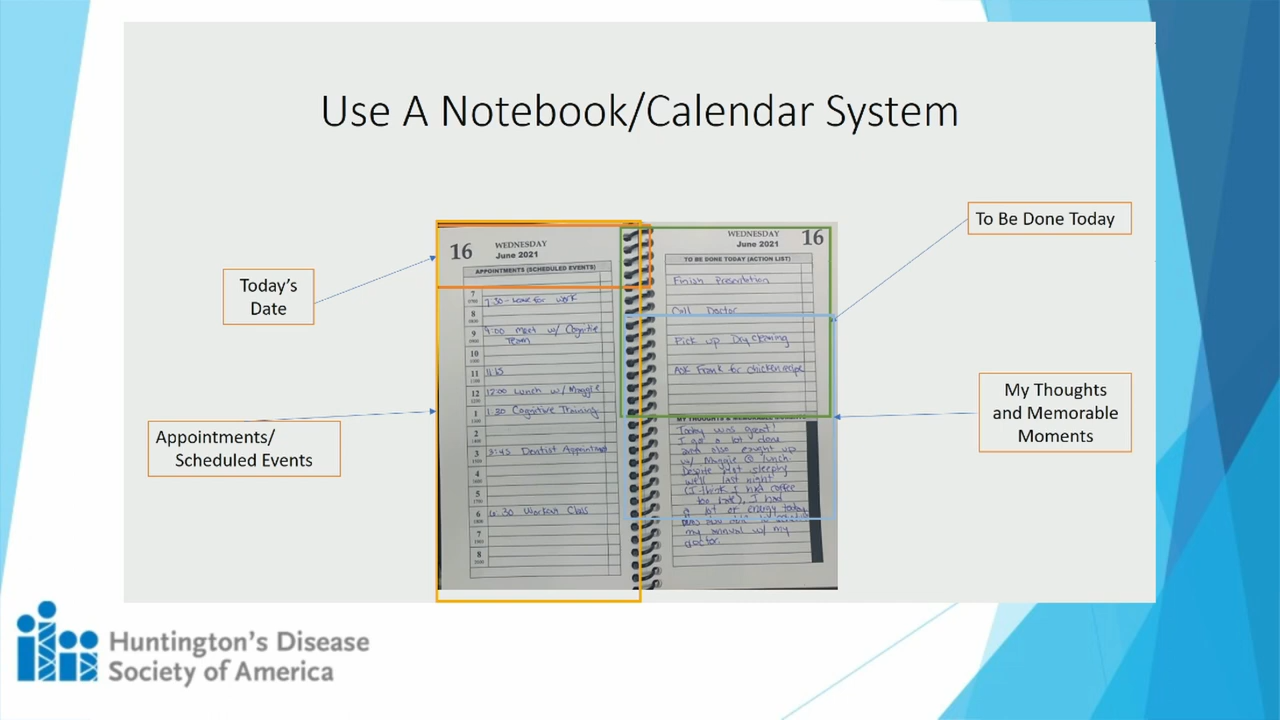 Use A Notebook/Calendar System
To Be Done Today
Today's
Date
My Thoughts
and Memorable
Moments
Appointments/
Scheduled Events
16
WEDNESDAY
June 2021
APPOINTMENTS (SCHEDULED EVENTS)
7
7:30-Leave for work
8
9
9:00 meet w/ Cognitive
Team
10
11
12
12:00 Lunch w/ Maggie
1
1:30 Cognitive Training
2
3
3:45 Dentist Appointment
4
5
6
6:30 Workout Class
7
8
WEDNESDAY
June 2021
16
TO BE DONE TODAY (ACTION LIST)
Finish Presentation
Call Doctor
Pick up Dry cleaning
Ask Frank for chicken recipe
MY THOUGHTS & MEMORABLE MOMENTS
Today was great!
I got a lot done
and also caught up
w/ Maggie @ lunch.
Despite not sleeping
well last night
(I think I had coffee
too late), I had
a lot of energy today
my annual w/ my
doctor.
Huntington's Disease
Society of America